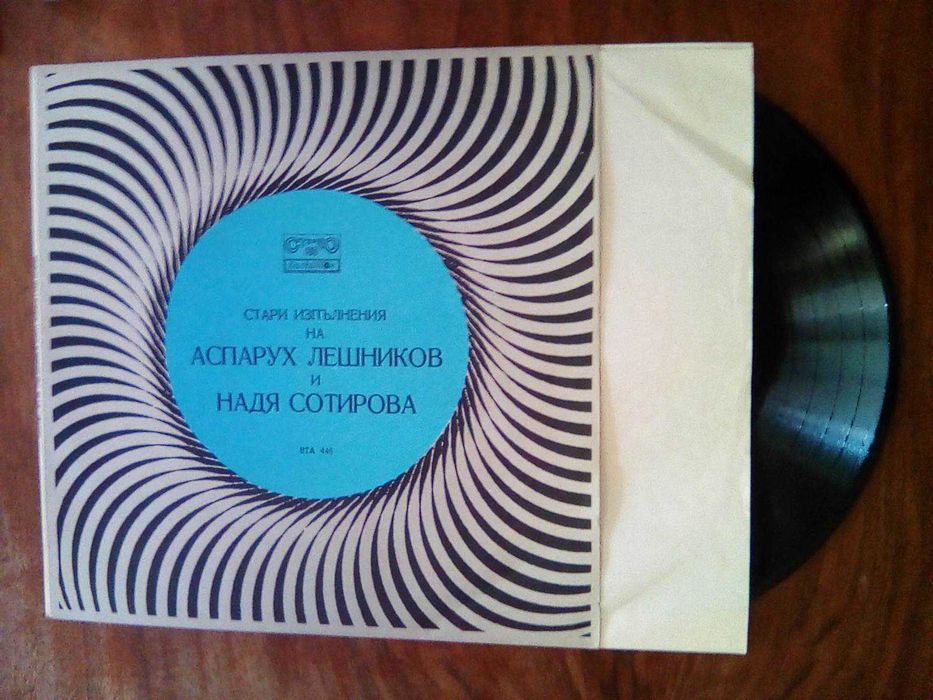 СТАРИ ИЗПЪЛНЕНИЯ
НА
АСПАРУХ ЛЕШНИКОВ
И
НАДЯ СОТИРОВА
ВТА 446